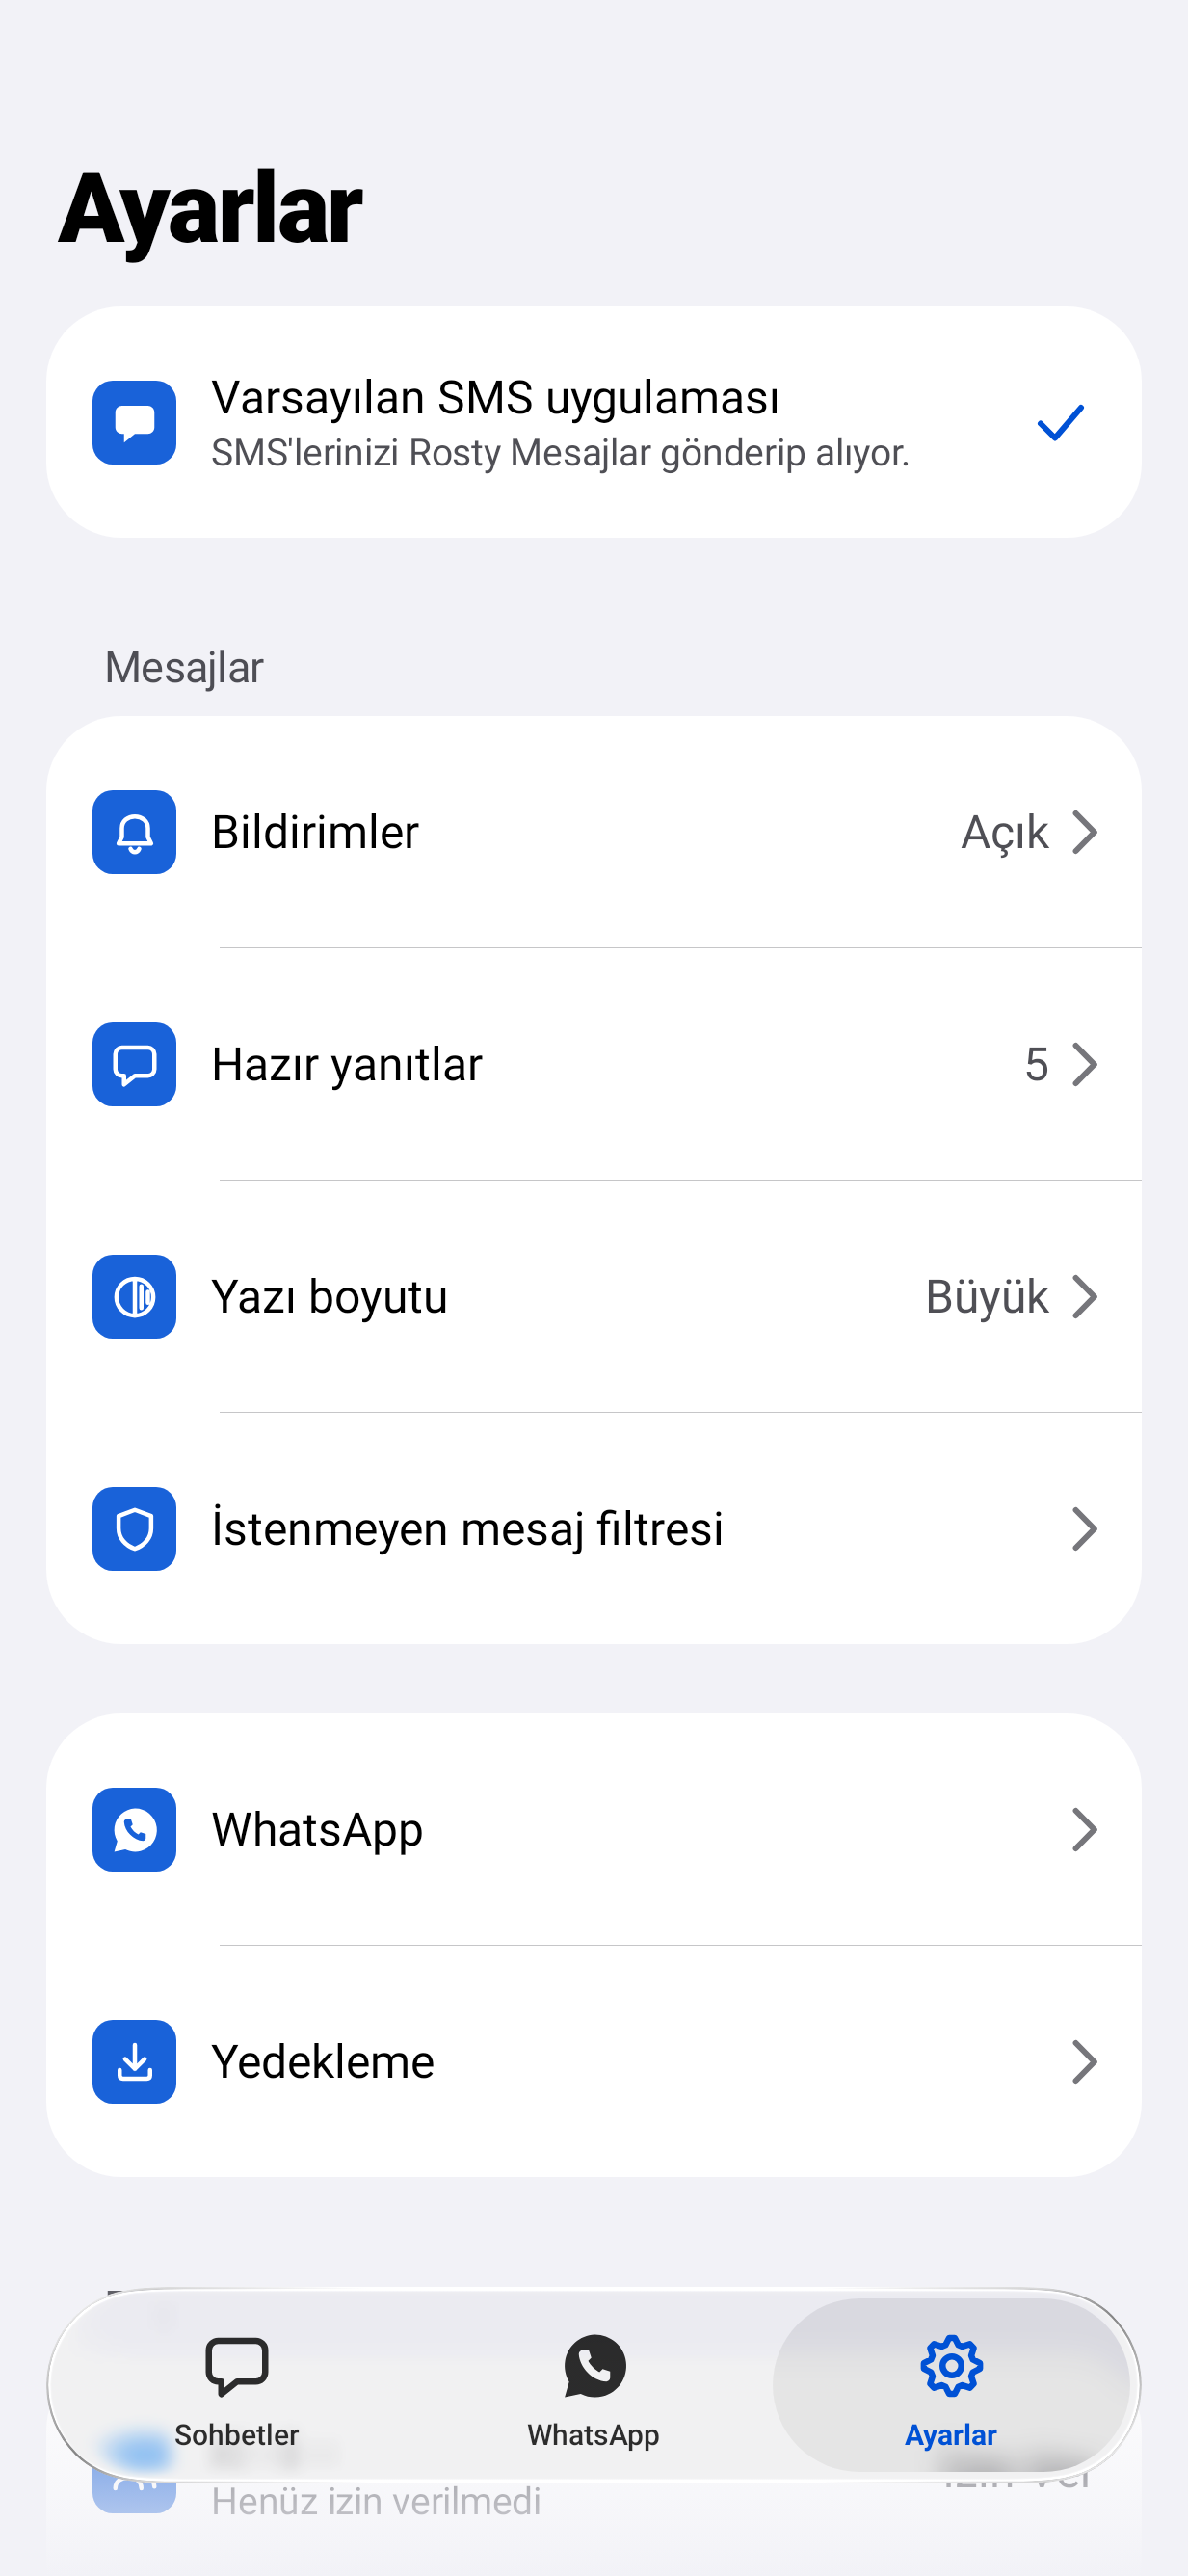 Ayarlar
Varsayılan SMS uygulaması
SMS'lerinizi Rosty Mesajlar gönderip alıyor.
Mesajlar
Bildirimler
Açık
Hazır yanıtlar
5
Yazı boyutu
Büyük
İstenmeyen mesaj filtresi
WhatsApp
Yedekleme
Sohbetler
WhatsApp
Ayarlar
Henüz izin verilmedi